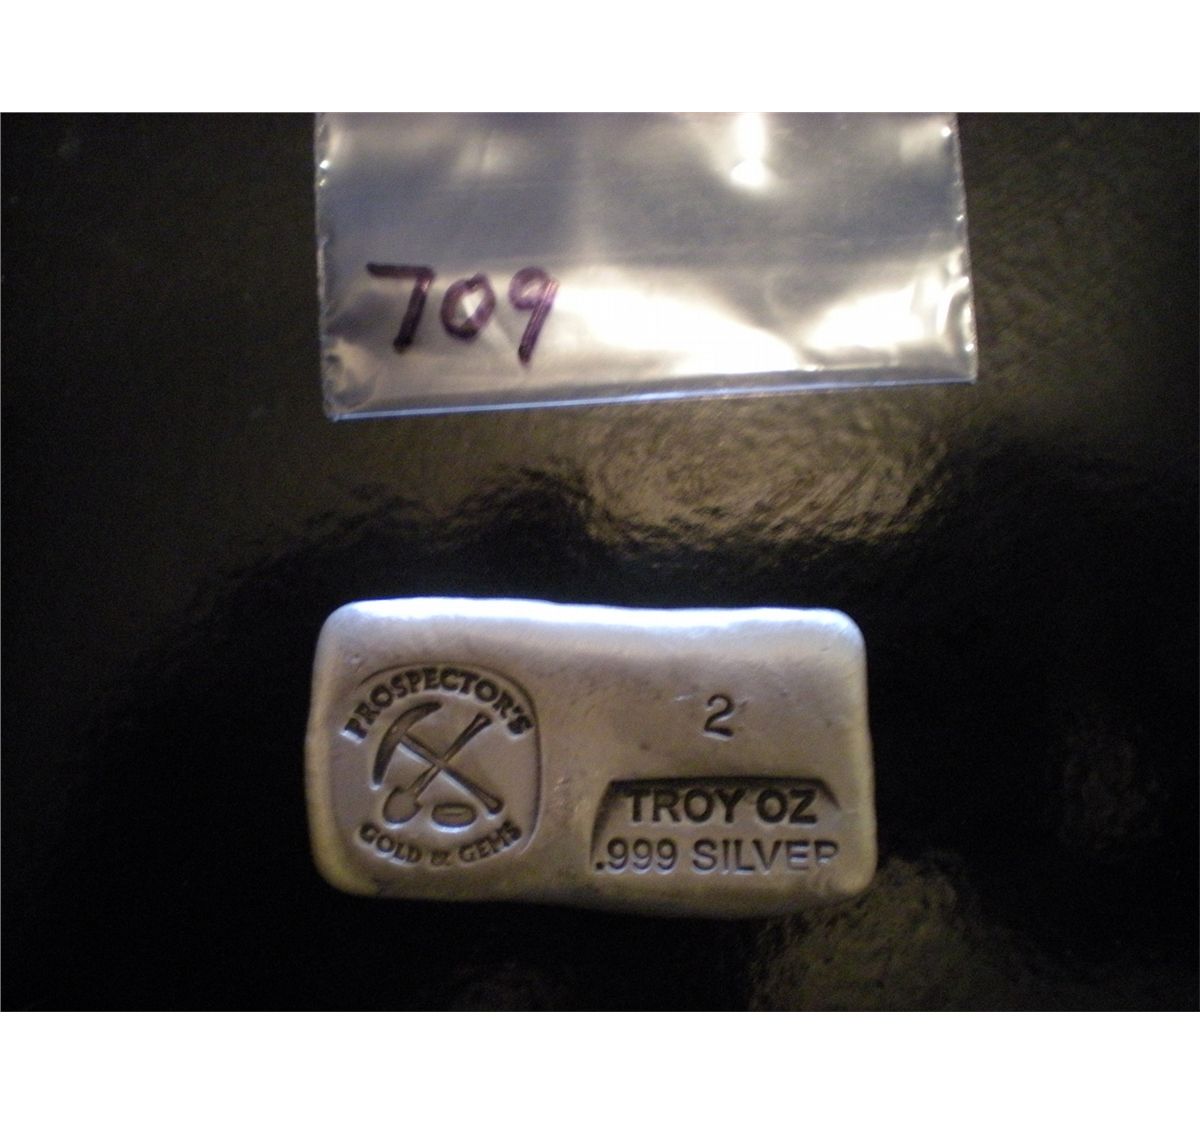 709
PROSPECTOR'S
GOLD & GEMS
2
TROY OZ
.999 SILVER